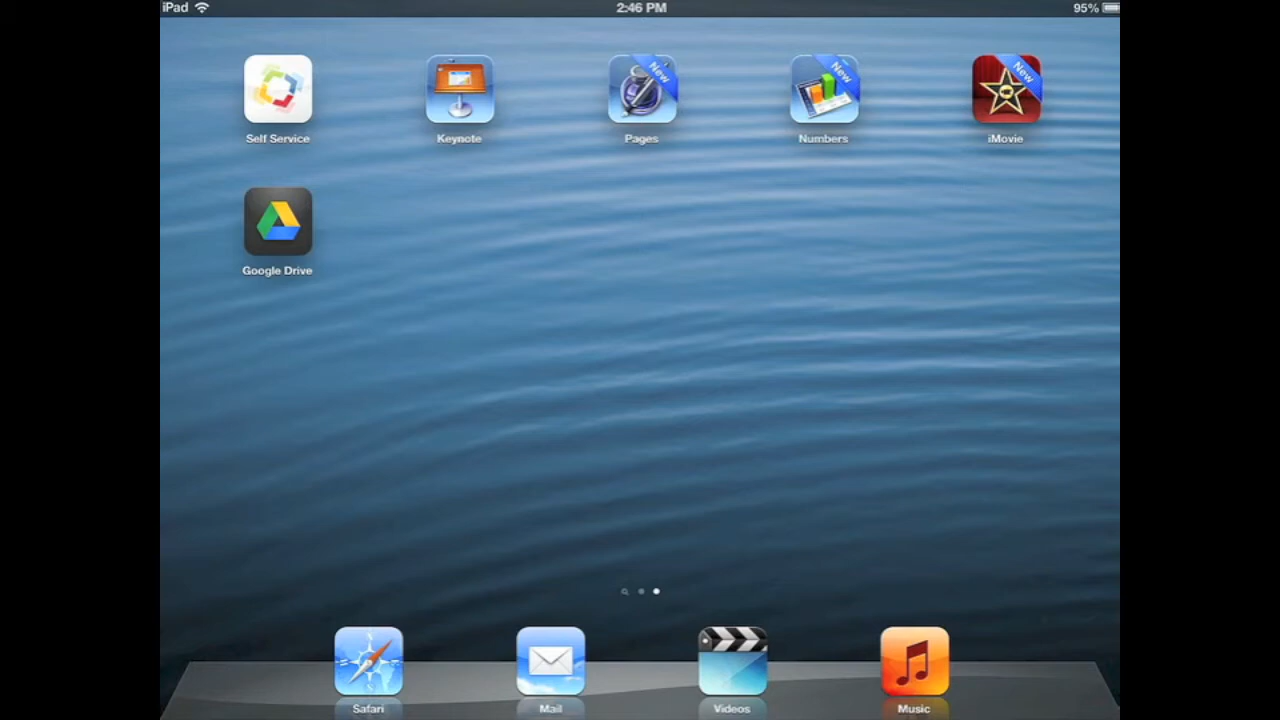 iPad 2:46 PM 95%
New New New
Self Service Keynote Pages Numbers iMovie
Google Drive
Safari Mail Videos Music